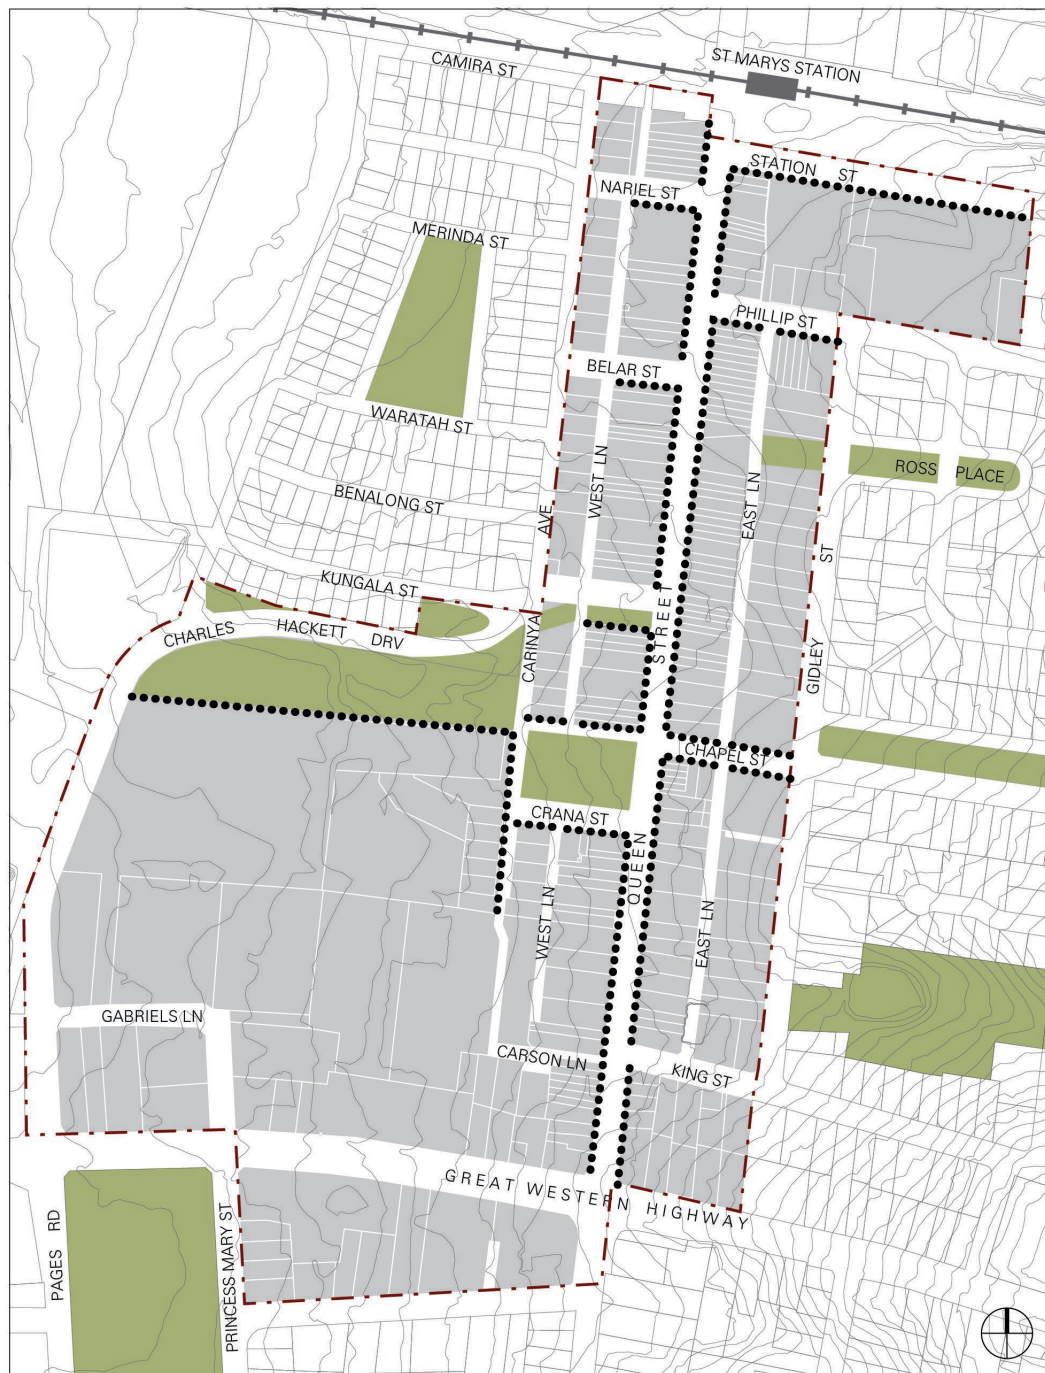 ST MARYS STATION
CAMIRA ST
STATION ST
NARIEL ST
MERINDA ST
PHILLIP ST
BELAR ST
WARATAH ST
WEST LN
ROSS PLACE
EAST LN
BENALONG ST
AVE
ST
KUNGALA ST
CHARLES HACKETT DRV
CARINYA
STREET
GIDLEY
CHAPEL ST
CRANA ST
QUEEN
WEST LN
EAST LN
GABRIELS LN
CARSON LN
KING ST
GREAT WESTERN HIGHWAY
PAGES RD
PRINCESS MARY ST